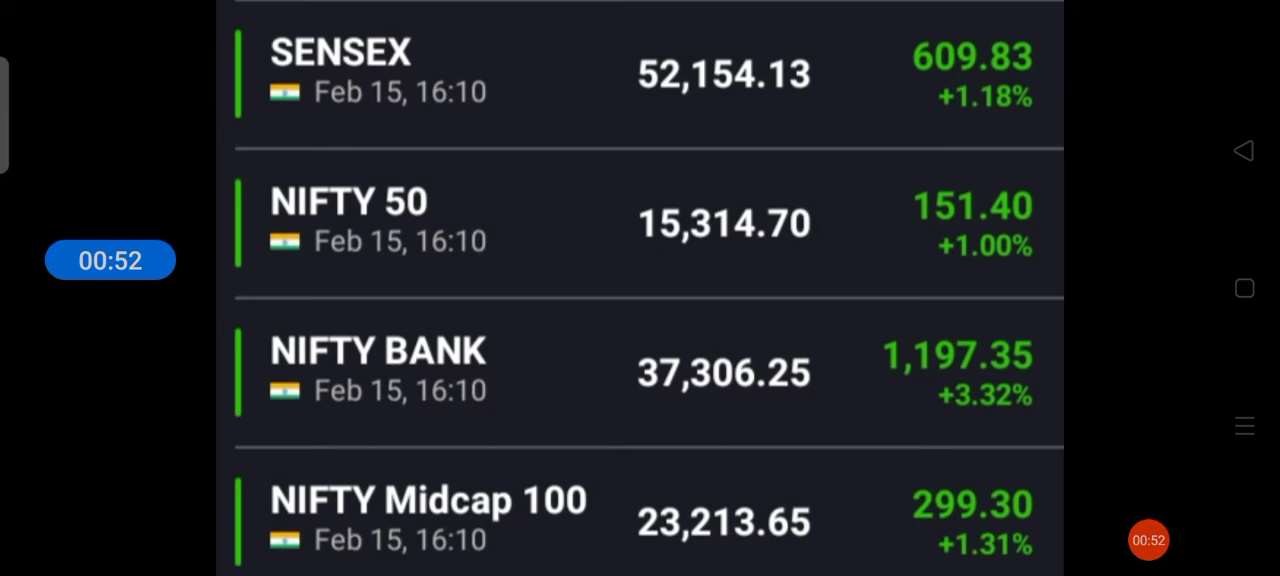 SENSEX
Feb 15, 16:10
52,154.13
609.83
+1.18%
NIFTY 50
Feb 15, 16:10
15,314.70
151.40
+1.00%
00:52
NIFTY BANK
Feb 15, 16:10
37,306.25
1,197.35
+3.32%
NIFTY Midcap 100
Feb 15, 16:10
23,213.65
299.30
+1.31%
00:52